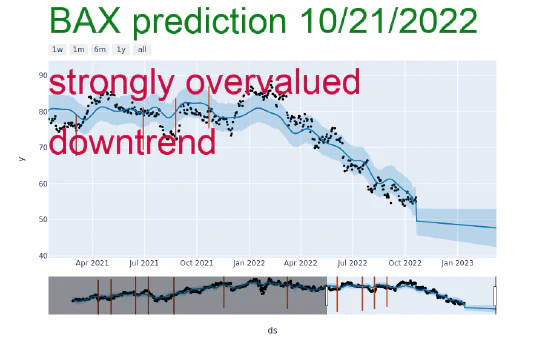 BAX prediction 10/21/2022
1w 1m 6m 1y all
strongly overvalued
downtrend
90
80
70
60
50
40
y
Apr 2021 Jul 2021 Oct 2021 Jan 2022 Apr 2022 Jul 2022 Oct 2022 Jan 2023
ds